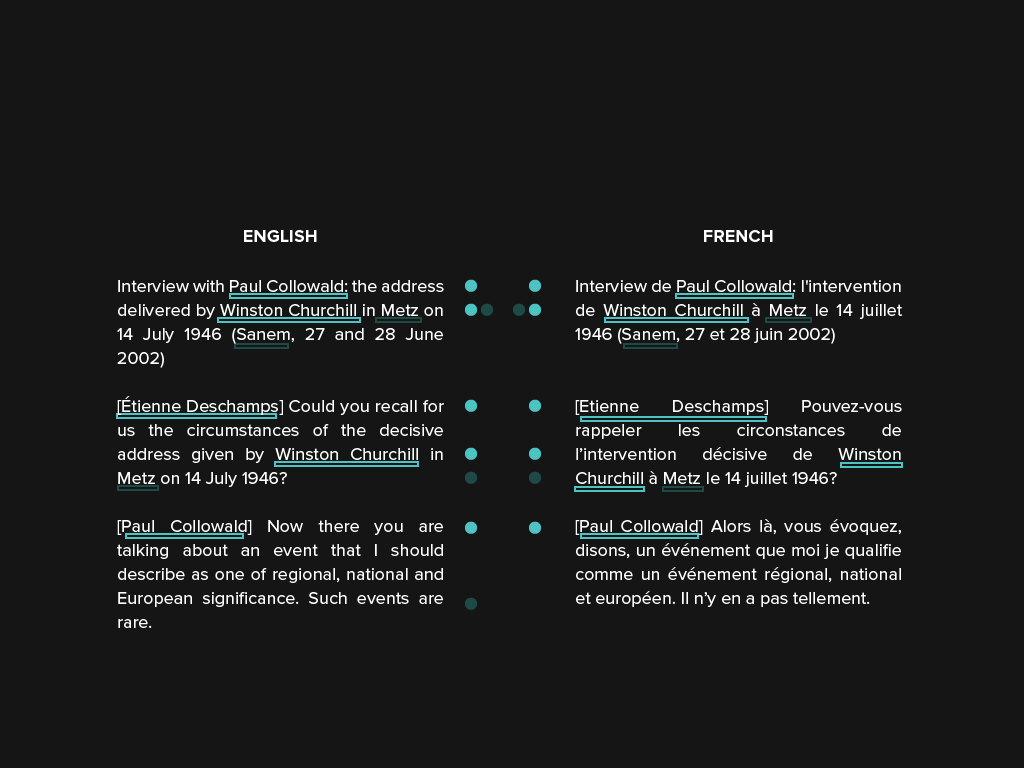 ENGLISH
Interview with Paul Collowald: the address
delivered by Winston Churchill in Metz on
14 July 1946 (Sanem, 27 and 28 June
2002)
[Étienne Deschamps] Could you recall for
us the circumstances of the decisive
address given by Winston Churchill in
Metz on 14 July 1946?
[Paul Collowald] Now there you are
talking about an event that I should
describe as one of regional, national and
European significance. Such events are
rare.
FRENCH
Interview de Paul Collowald: l'intervention
de Winston Churchill à Metz le 14 juillet
1946 (Sanem, 27 et 28 juin 2002)
[Etienne Deschamps] Pouvez-vous
rappeler les circonstances de
l’intervention décisive de Winston
Churchill à Metz le 14 juillet 1946?
[Paul Collowald] Alors là, vous évoquez,
disons, un événement que moi je qualifie
comme un événement régional, national
et européen. Il n’y en a pas tellement.